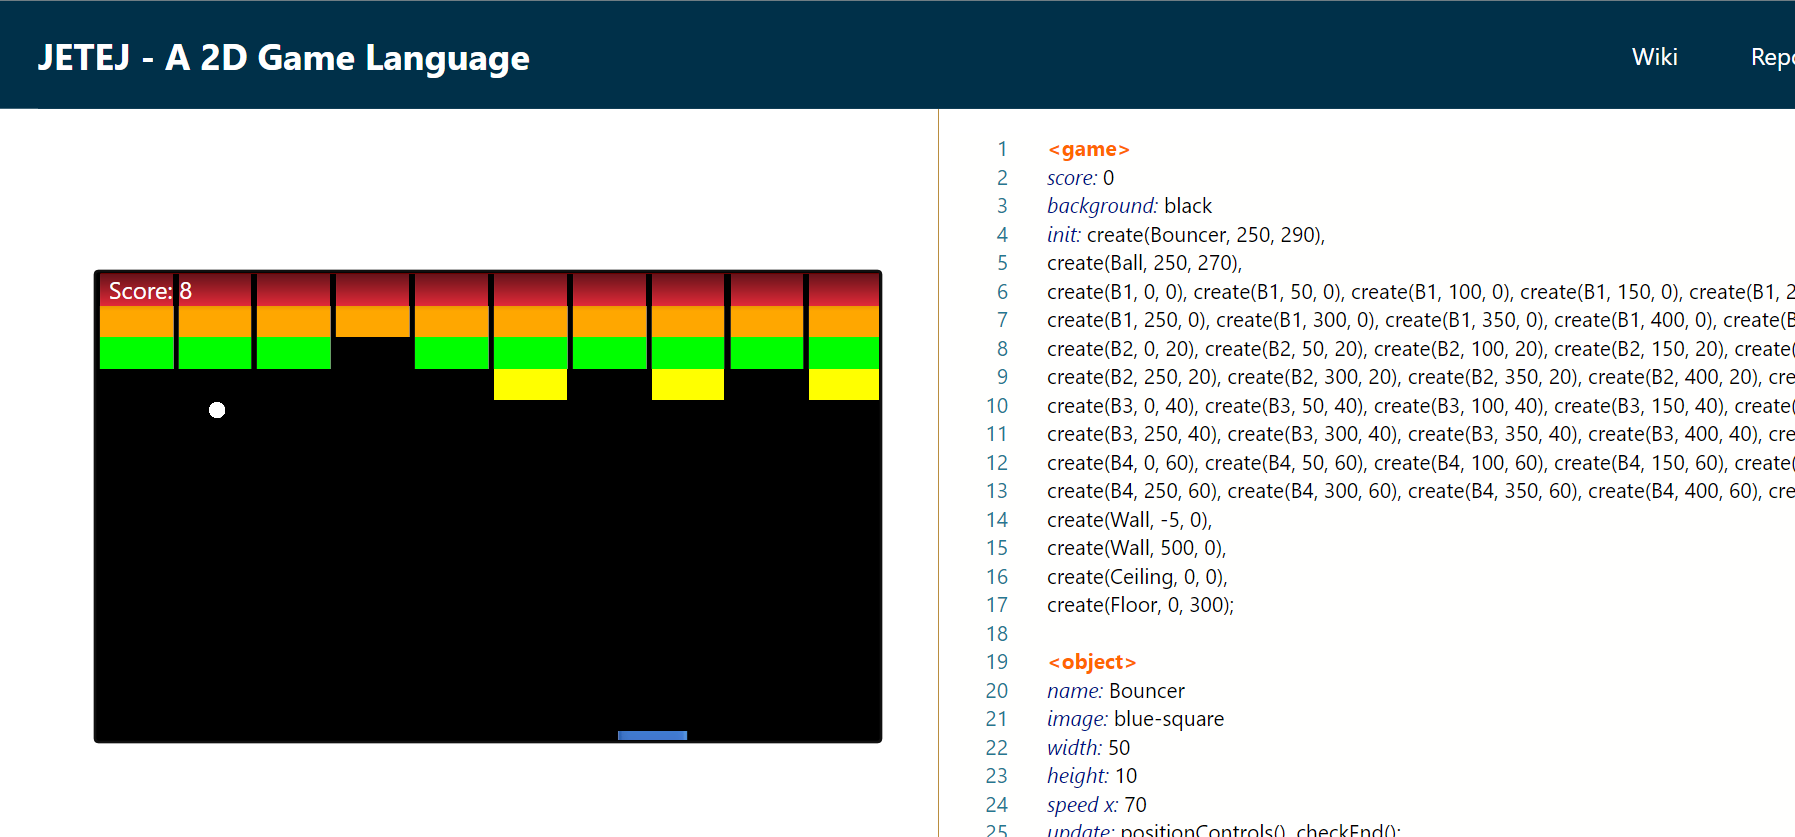 JETEJ - A 2D Game Language
Wiki
Score: 8
1 <game>
2 score: 0
3 background: black
4 init: create(Bouncer, 250, 290),
5 create(Ball, 250, 270),
6 create(B1, 0, 0), create(B1, 50, 0), create(B1, 100, 0), create(B1, 150, 0), create(B1, 2
7 create(B1, 250, 0), create(B1, 300, 0), create(B1, 350, 0), create(B1, 400, 0), create(B
8 create(B2, 0, 20), create(B2, 50, 20), create(B2, 100, 20), create(B2, 150, 20), create(
9 create(B2, 250, 20), create(B2, 300, 20), create(B2, 350, 20), create(B2, 400, 20), cre
10 create(B3, 0, 40), create(B3, 50, 40), create(B3, 100, 40), create(B3, 150, 40), create(
11 create(B3, 250, 40), create(B3, 300, 40), create(B3, 350, 40), create(B3, 400, 40), cre
12 create(B4, 0, 60), create(B4, 50, 60), create(B4, 100, 60), create(B4, 150, 60), create(
13 create(B4, 250, 60), create(B4, 300, 60), create(B4, 350, 60), create(B4, 400, 60), cre
14 create(Wall, -5, 0),
15 create(Wall, 500, 0),
16 create(Ceiling, 0, 0),
17 create(Floor, 0, 300);
18
19 <object>
20 name: Bouncer
21 image: blue-square
22 width: 50
23 height: 10
24 speed x: 70
25 update: positionControls(), checkEnd();